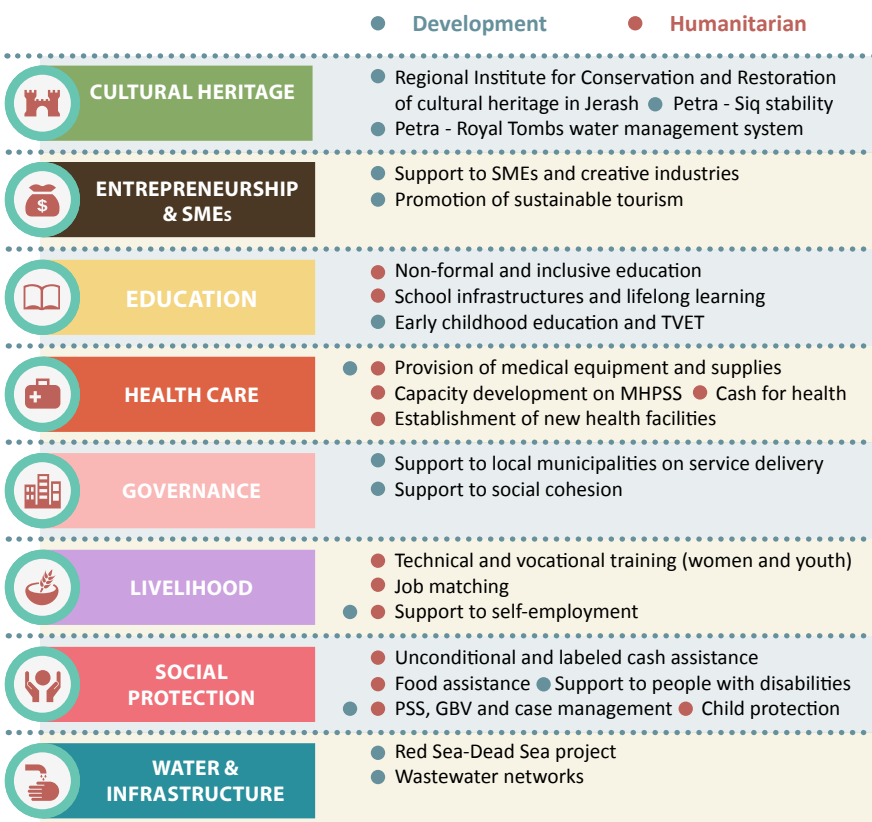 Development Humanitarian
CULTURAL HERITAGE
Regional Institute for Conservation and Restoration
of cultural heritage in Jerash Petra - Siq stability
Petra - Royal Tombs water management system
ENTREPRENEURSHIP
& SMEs
Support to SMEs and creative industries
Promotion of sustainable tourism
EDUCATION
Non-formal and inclusive education
School infrastructures and lifelong learning
Early childhood education and TVET
HEALTH CARE
Provision of medical equipment and supplies
Capacity development on MHPSS Cash for health
Establishment of new health facilities
GOVERNANCE
Support to local municipalities on service delivery
Support to social cohesion
LIVELIHOOD
Technical and vocational training (women and youth)
Job matching
Support to self-employment
SOCIAL
PROTECTION
Unconditional and labeled cash assistance
Food assistance Support to people with disabilities
PSS, GBV and case management Child protection
WATER &
INFRASTRUCTURE
Red Sea-Dead Sea project
Wastewater networks